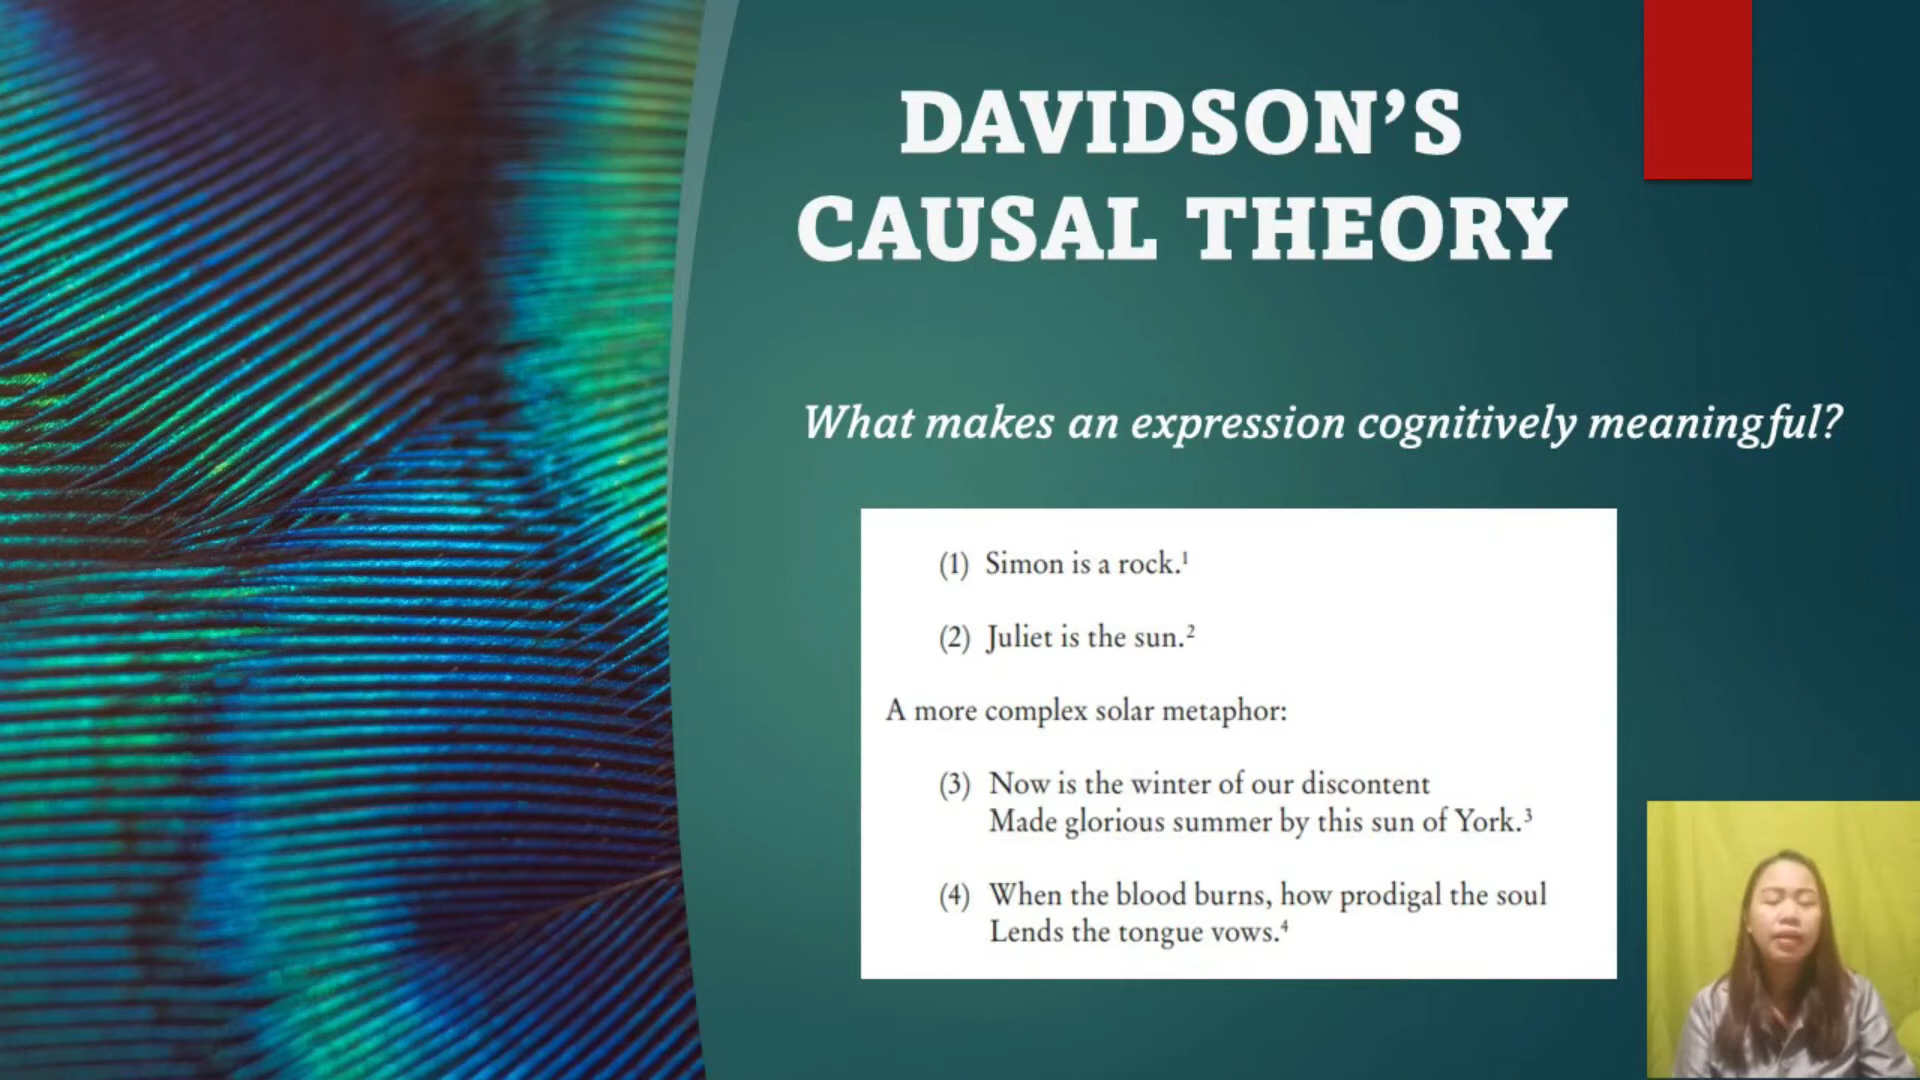 DAVIDSON’S
CAUSAL THEORY
What makes an expression cognitively meaningful?
(1) Simon is a rock.¹
(2) Juliet is the sun.²
A more complex solar metaphor:
(3) Now is the winter of our discontent
Made glorious summer by this sun of York.³
(4) When the blood burns, how prodigal the soul
Lends the tongue vows.⁴